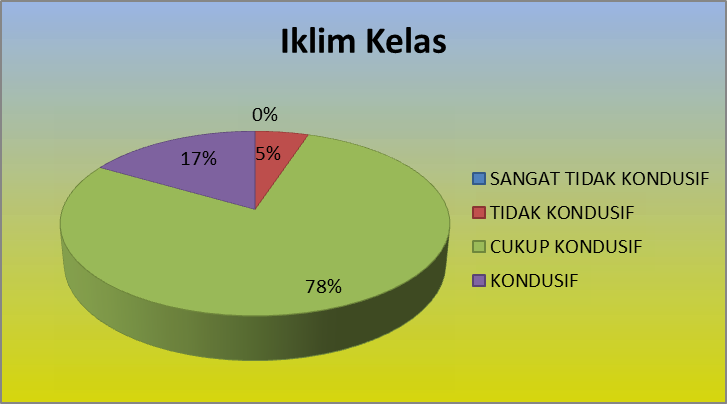 Iklim Kelas
0%
5%
17%
78%
SANGAT TIDAK KONDUSIF
TIDAK KONDUSIF
CUKUP KONDUSIF
KONDUSIF